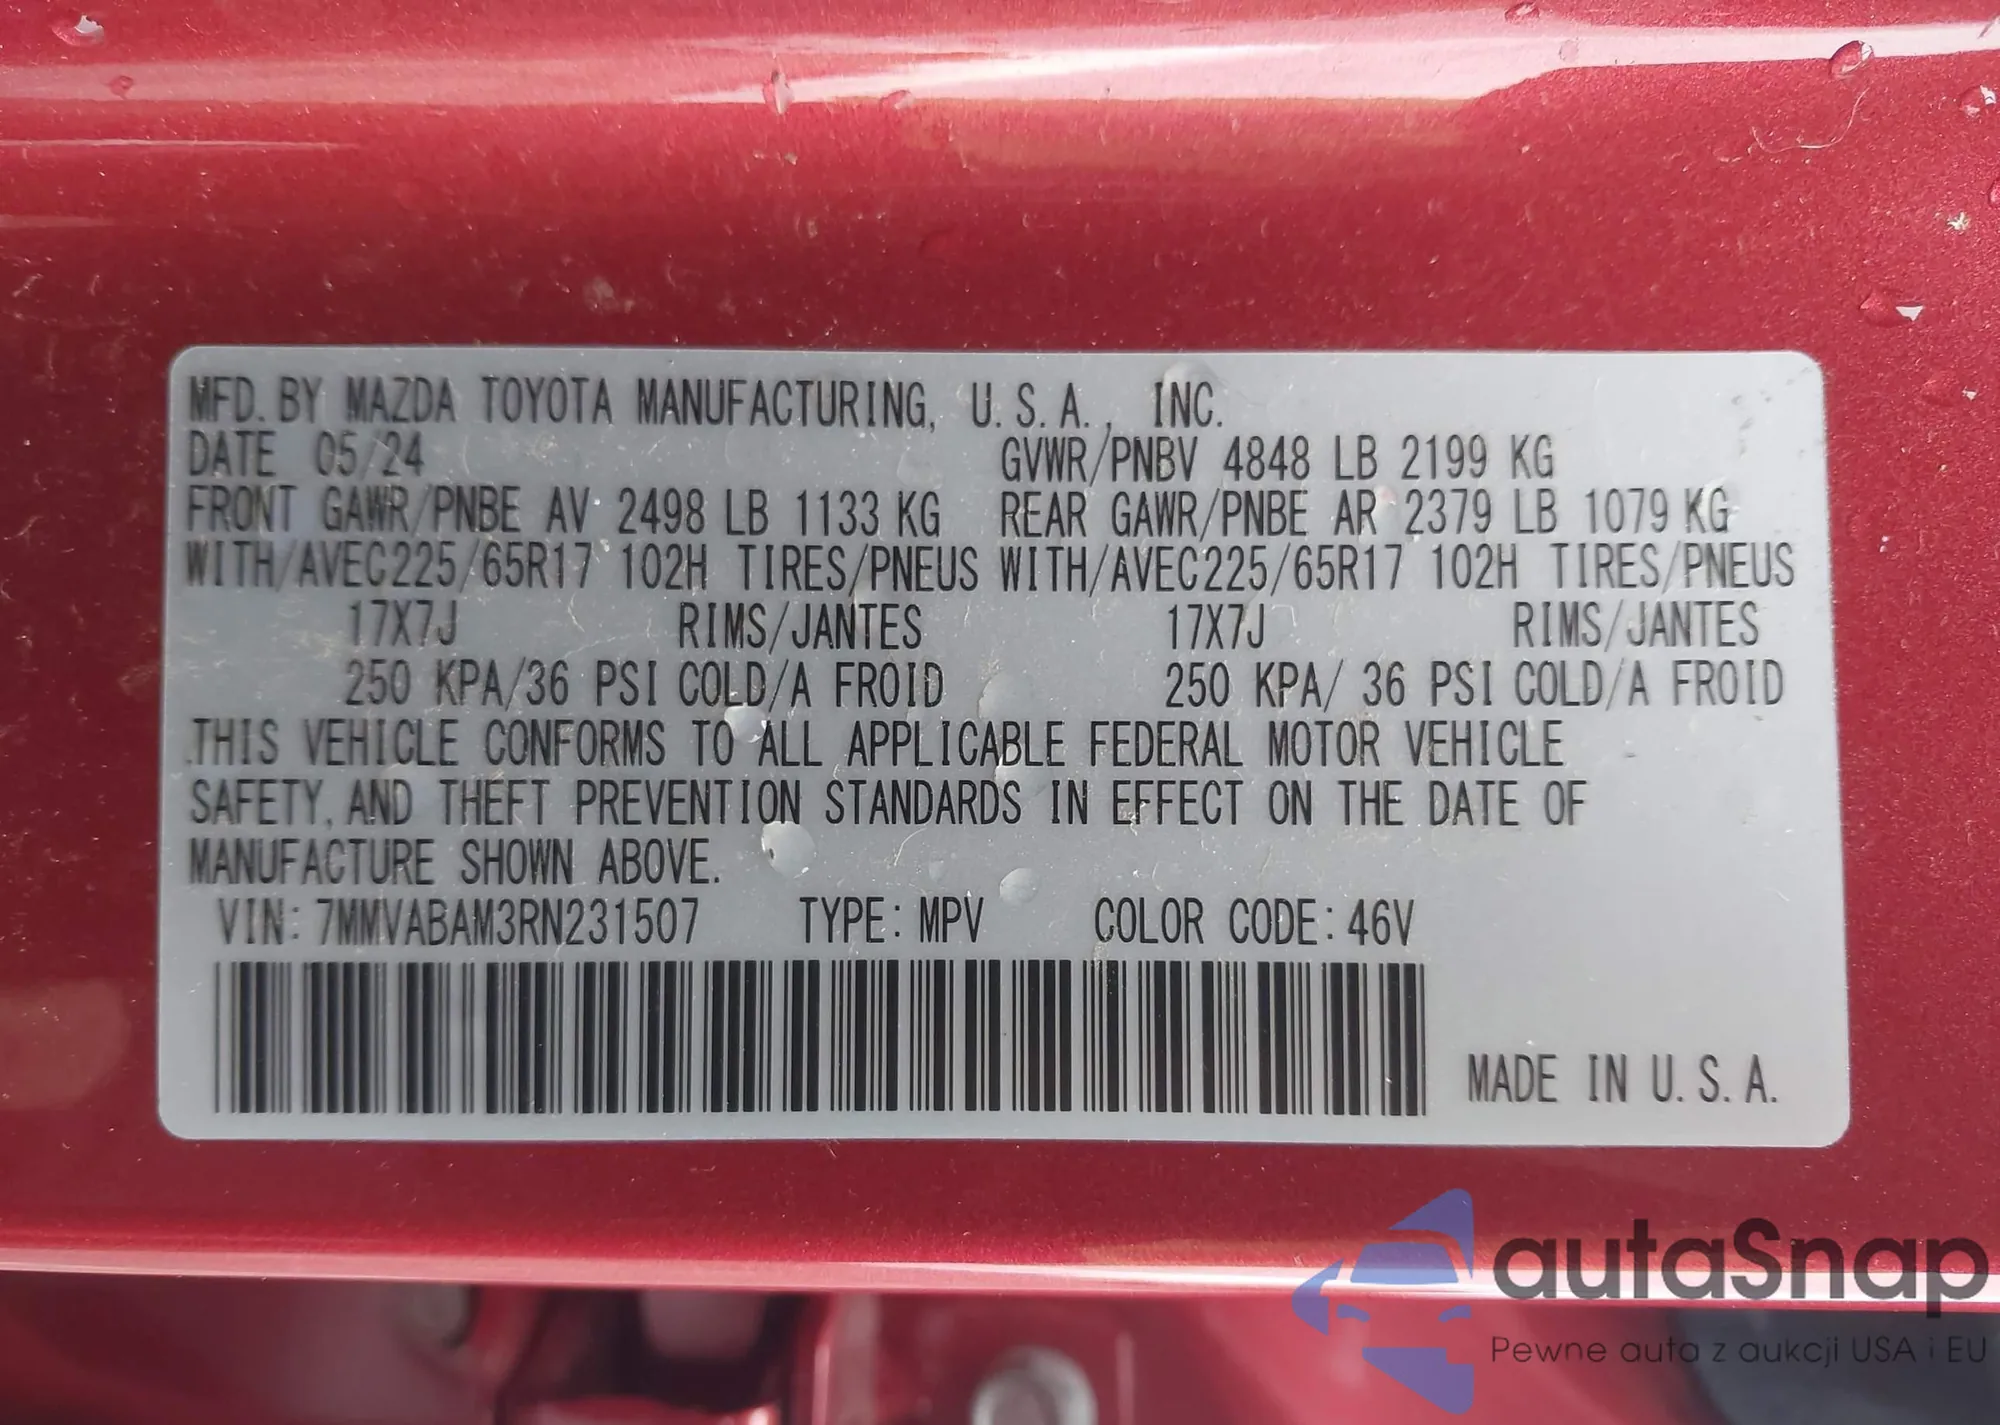 MFD. BY MAZDA TOYOTA MANUFACTURING, U.S.A., INC.
DATE 05/24 GVWR/PNBV 4848 LB 2199 KG
FRONT GAWR/PNBE AV 2498 LB 1133 KG REAR GAWR/PNBE AR 2379 LB 1079 KG
WITH/AVEC225/65R17 102H TIRES/PNEUS WITH/AVEC225/65R17 102H TIRES/PNEUS
17X7J RIMS/JANTES 17X7J RIMS/JANTES
250 KPA/36 PSI COLD/A FROID 250 KPA/ 36 PSI COLD/A FROID
THIS VEHICLE CONFORMS TO ALL APPLICABLE FEDERAL MOTOR VEHICLE
SAFETY, AND THEFT PREVENTION STANDARDS IN EFFECT ON THE DATE OF
MANUFACTURE SHOWN ABOVE.
VIN: 7MMVABAM3RN231507 TYPE: MPV COLOR CODE: 46V
MADE IN U.S.A.
autaSnap
Pewne auta z aukcji USA i EU